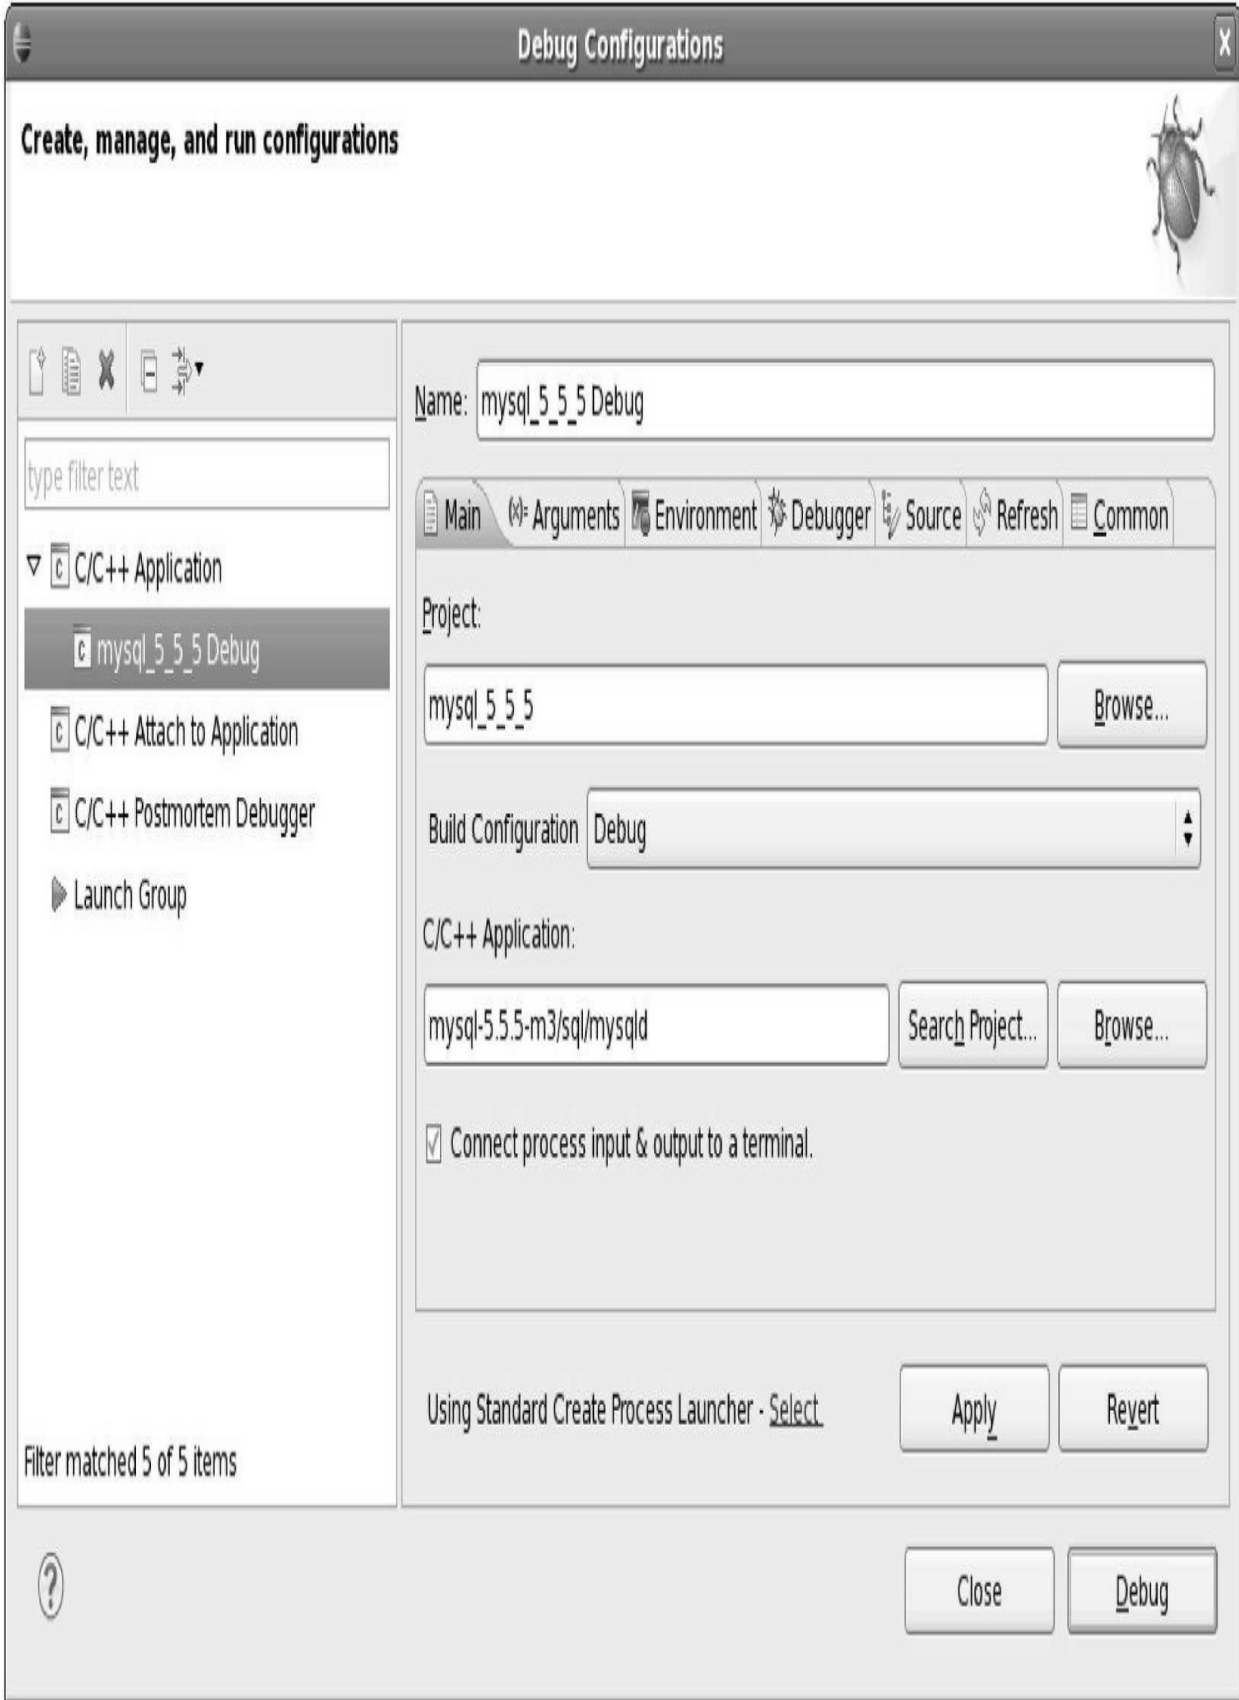 Debug Configurations
Create, manage, and run configurations
type filter text
C/C++ Application
mysql_5_5_5 Debug
C/C++ Attach to Application
C/C++ Postmortem Debugger
Launch Group
Filter matched 5 of 5 items
Name: mysql_5_5_5 Debug
Main Arguments Environment Debugger Source Refresh Common
Project:
mysql_5_5_5 Browse...
Build Configuration Debug
C/C++ Application:
mysql-5.5.5-m3/sql/mysqld Search Project... Browse...
Connect process input & output to a terminal.
Using Standard Create Process Launcher - Select Apply Revert
Close Debug